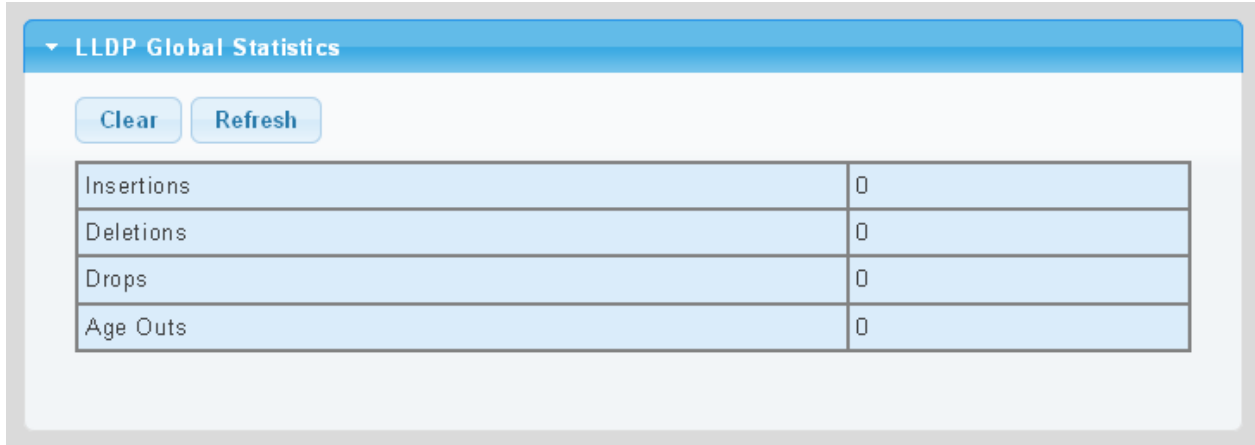 LLDP Global Statistics
Clear Refresh
Insertions 0
Deletions 0
Drops 0
Age Outs 0